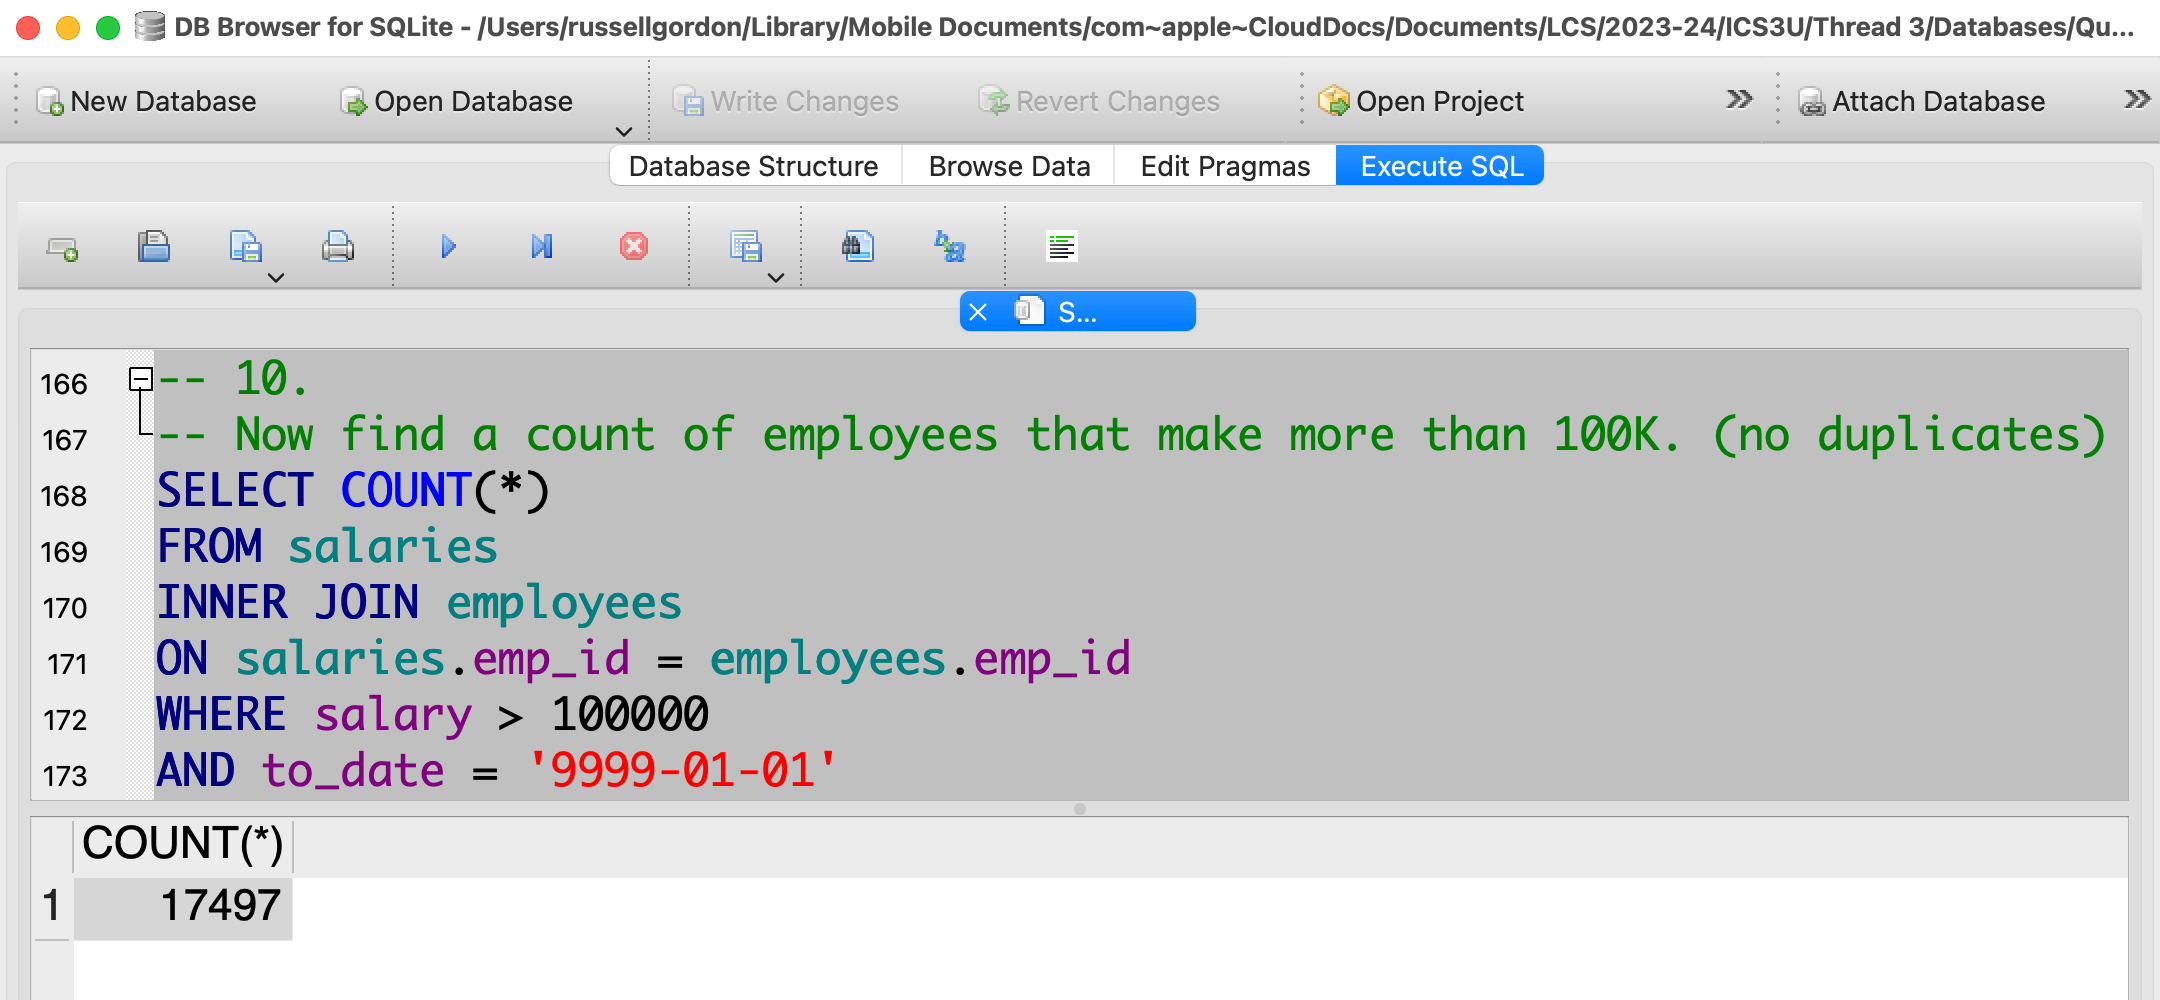 DB Browser for SQLite - /Users/russellgordon/Library/Mobile Documents/com~apple~CloudDocs/Documents/LCS/2023-24/ICS3U/Thread 3/Databases/Qu...
New Database Open Database Write Changes Revert Changes Open Project Attach Database
Database Structure Browse Data Edit Pragmas Execute SQL
S...
166 -- 10.
167 -- Now find a count of employees that make more than 100K. (no duplicates)
168 SELECT COUNT(*)
169 FROM salaries
170 INNER JOIN employees
171 ON salaries.emp_id = employees.emp_id
172 WHERE salary > 100000
173 AND to_date = '9999-01-01'
COUNT(*)
1 17497